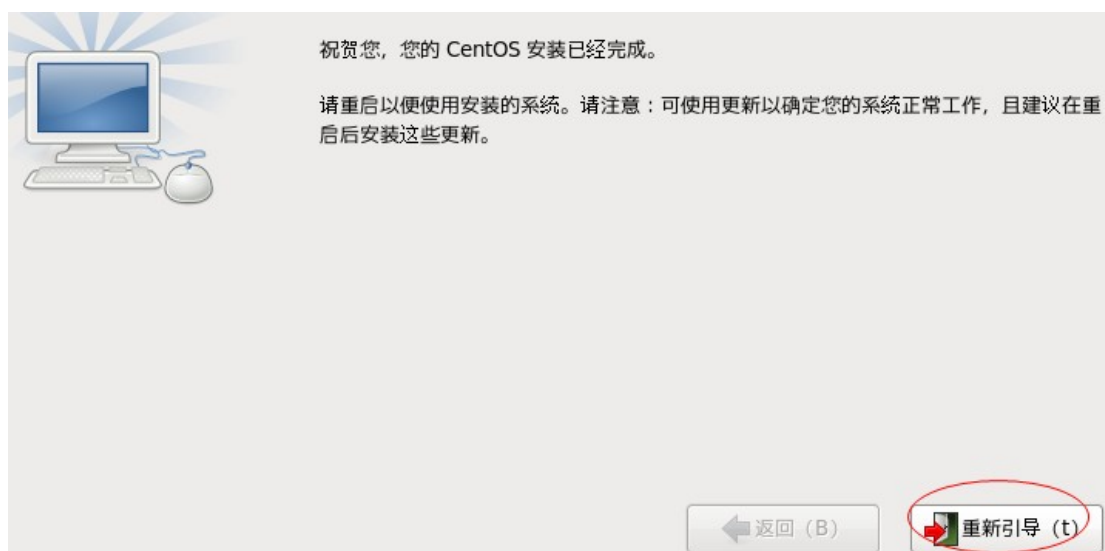 祝贺您，您的 CentOS 安装已经完成。
请重启以便使用安装的系统。请注意：可使用更新以确定您的系统正常工作，且建议在重
启后安装这些更新。
返回（B）
重新引导（t）